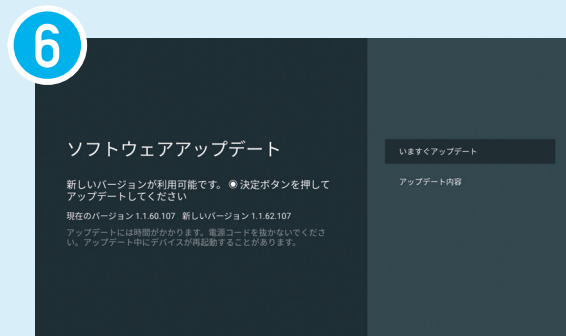 6
ソフトウェアアップデート
新しいバージョンが利用可能です。◉決定ボタンを押して
アップデートしてください
現在のバージョン 1.1.60.107 新しいバージョン 1.1.62.107
アップデートには時間がかかります。電源コードを抜かないでくださ
い。アップデート中にデバイスが再起動することがあります。
いますぐアップデート
アップデート内容